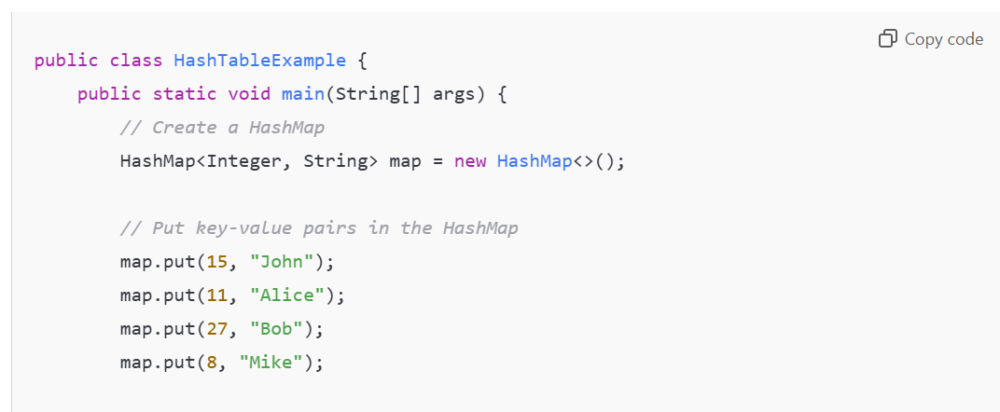 Copy code
public class HashTableExample {
    public static void main(String[] args) {
        // Create a HashMap
        HashMap<Integer, String> map = new HashMap<>();
        // Put key-value pairs in the HashMap
        map.put(15, "John");
        map.put(11, "Alice");
        map.put(27, "Bob");
        map.put(8, "Mike");